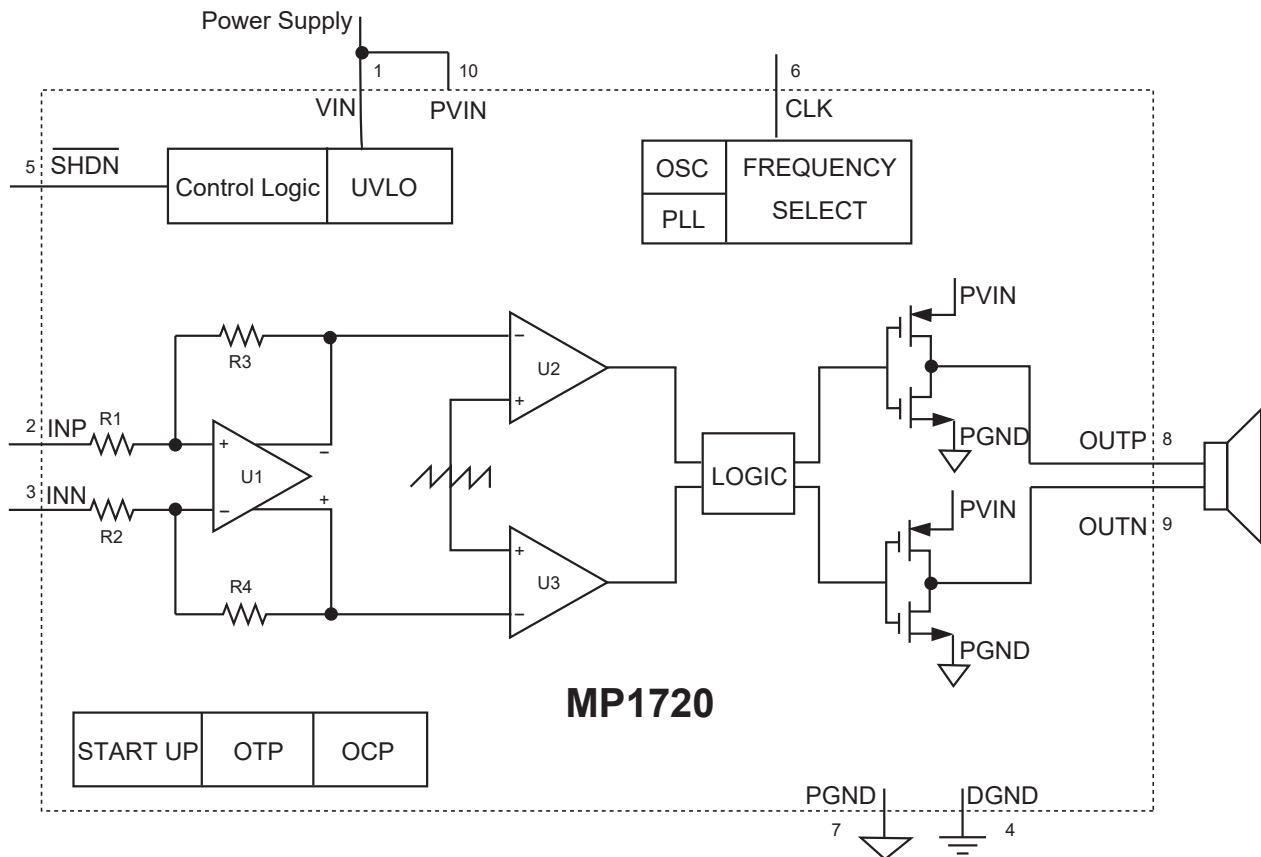 Power Supply
1
10
6
VIN
PVIN
CLK
5
SHDN
Control Logic
UVLO
OSC
PLL
FREQUENCY
SELECT
PVIN
R3
−
U2
+
2
INP
R1
+
−
U1
PGND
OUTP
8
LOGIC
3
INN
R2
−
+
PVIN
OUTN
9
+
U3
−
R4
PGND
MP1720
START UP
OTP
OCP
PGND
DGND
7
4